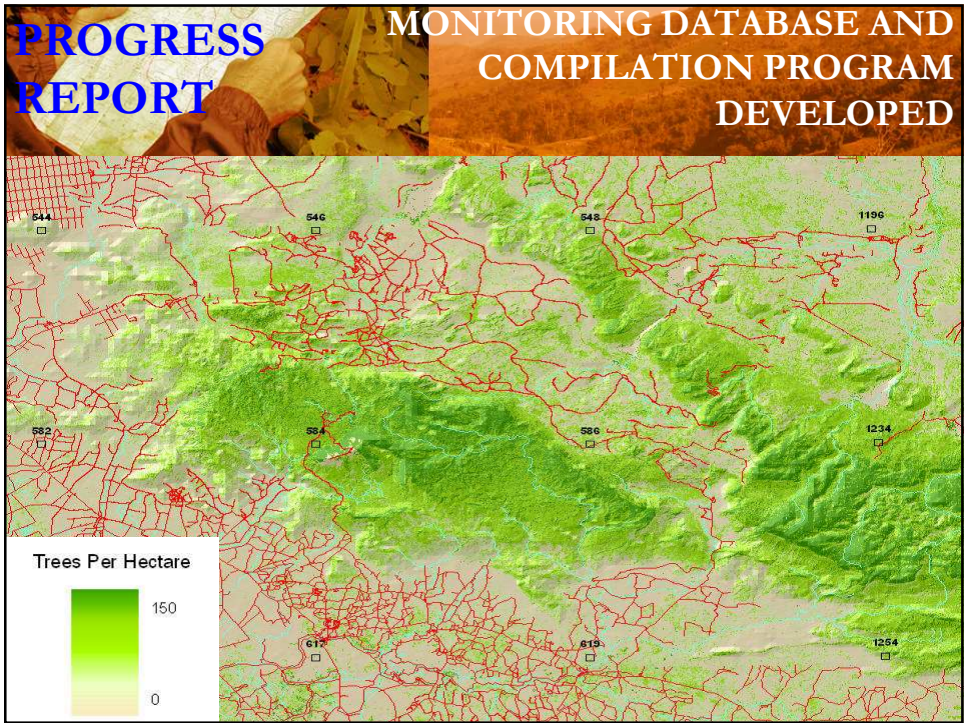 PROGRESS
REPORT
MONITORING DATABASE AND
COMPILATION PROGRAM
DEVELOPED
544
546
548
1196
582
584
586
1234
Trees Per Hectare
150
0
617
619
1254